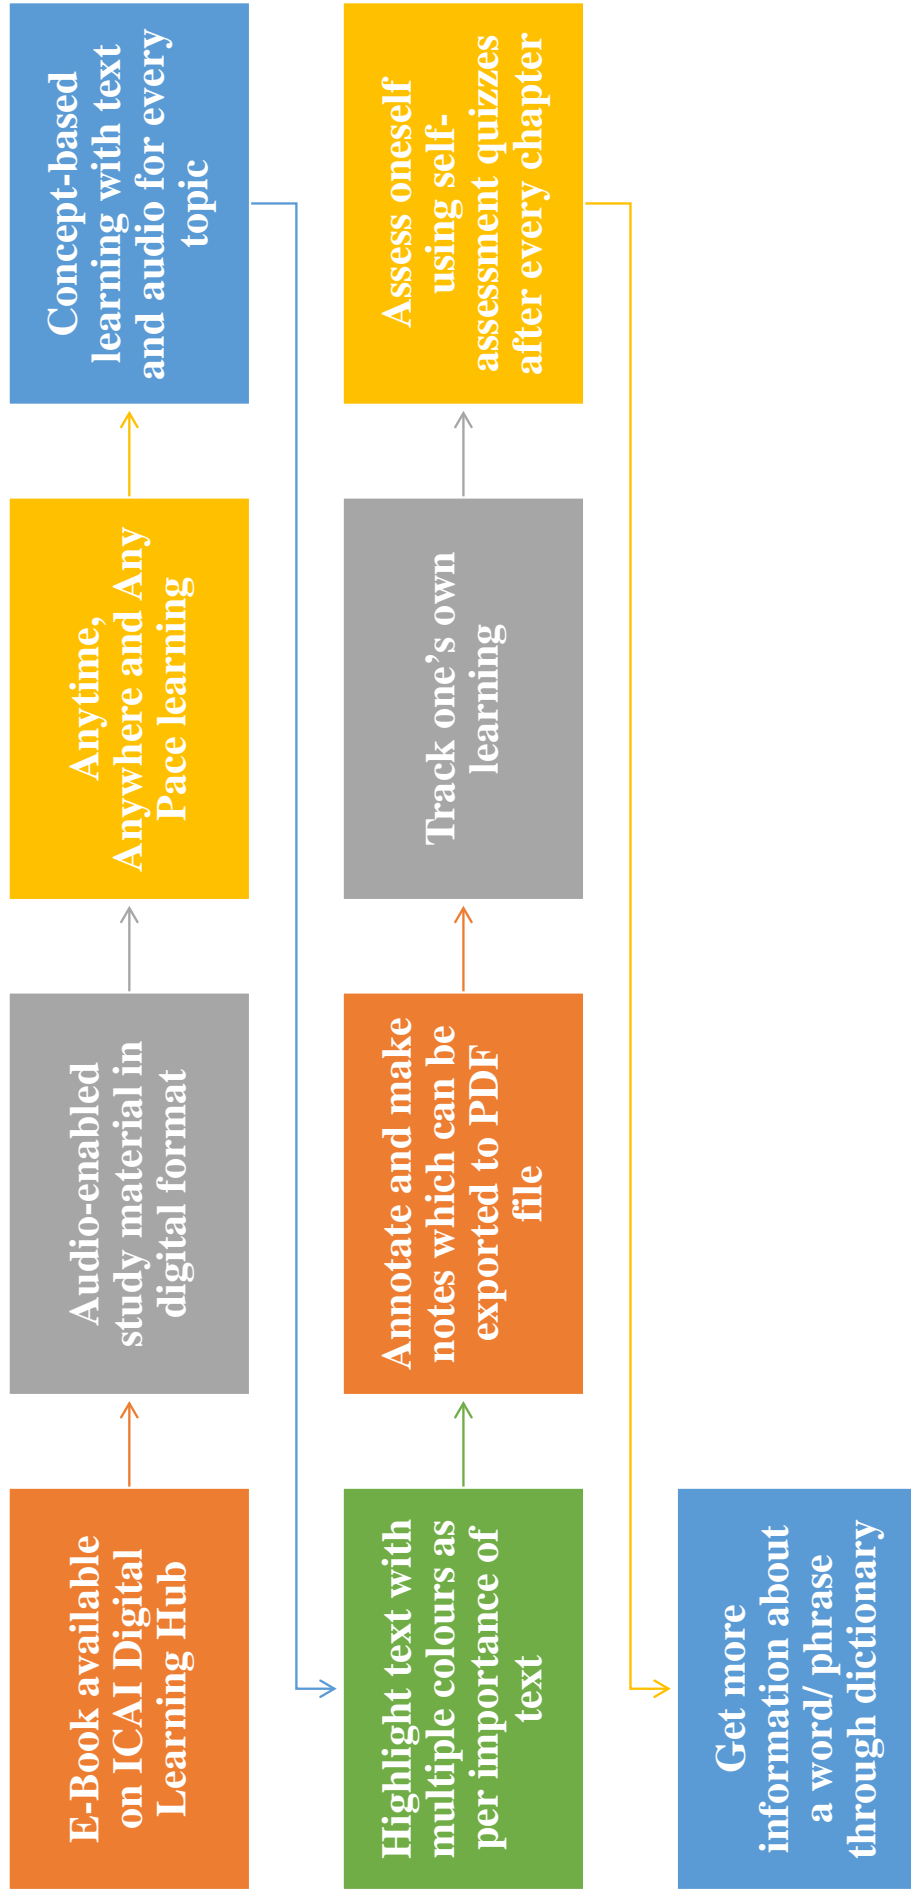 E-Book available
on ICAI Digital
Learning Hub
Audio-enabled
study material in
digital format
Anytime,
Anywhere and Any
Pace learning
Concept-based
learning with text
and audio for every
topic
Highlight text with
multiple colours as
per importance of
text
Annotate and make
notes which can be
exported to PDF
file
Track one’s own
learning
Assess oneself
using self-
assessment quizzes
after every chapter
Get more
information about
a word/ phrase
through dictionary